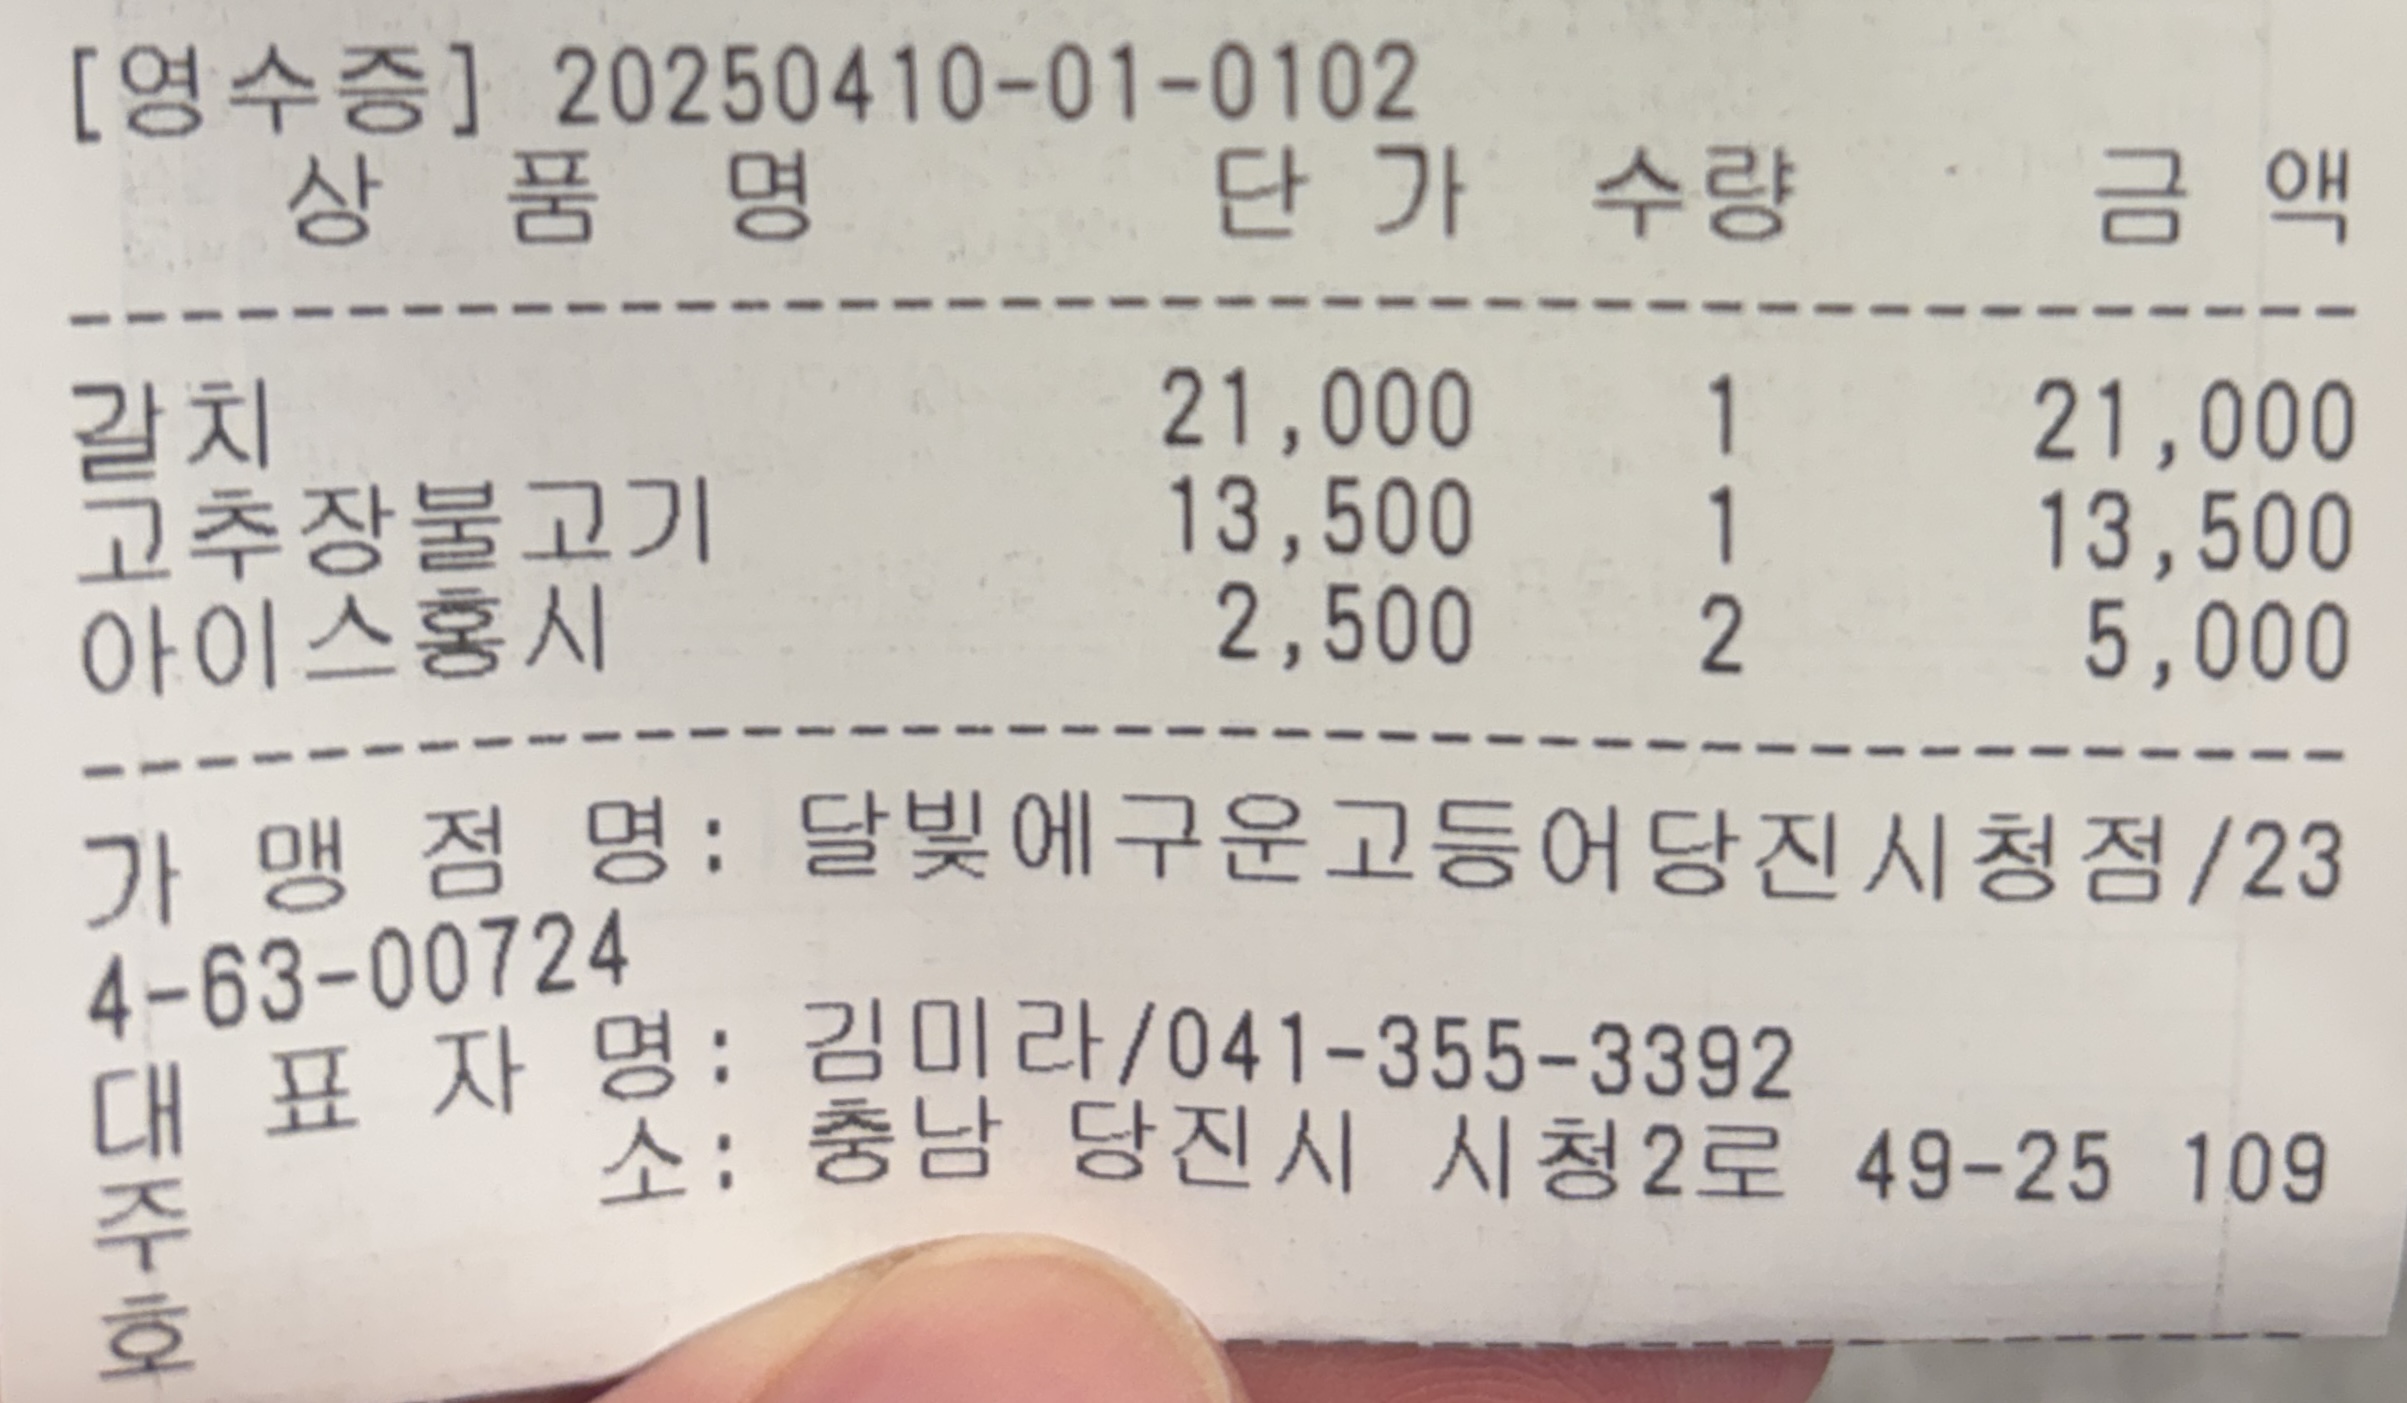 [영수증] 20250410-01-0102
상 품 명 단 가 수량 금 액
갈치 21,000 1 21,000
고추장불고기 13,500 1 13,500
아이스홍시 2,500 2 5,000
가 맹 점 명: 달빛에구운고등어당진시청점/23
4-63-00724
대 표 자 명: 김미라/041-355-3392
주 소: 충남 당진시 시청2로 49-25 109
호